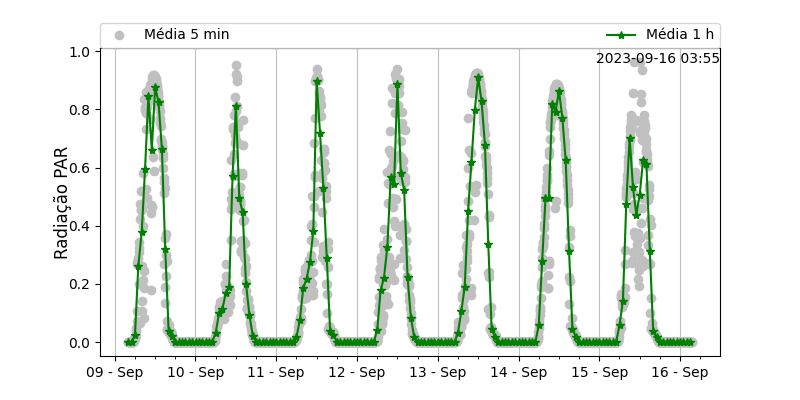 Média 5 min
Média 1 h
2023-09-16 03:55
Radiação PAR
1.0
0.8
0.6
0.4
0.2
0.0
09 - Sep
10 - Sep
11 - Sep
12 - Sep
13 - Sep
14 - Sep
15 - Sep
16 - Sep